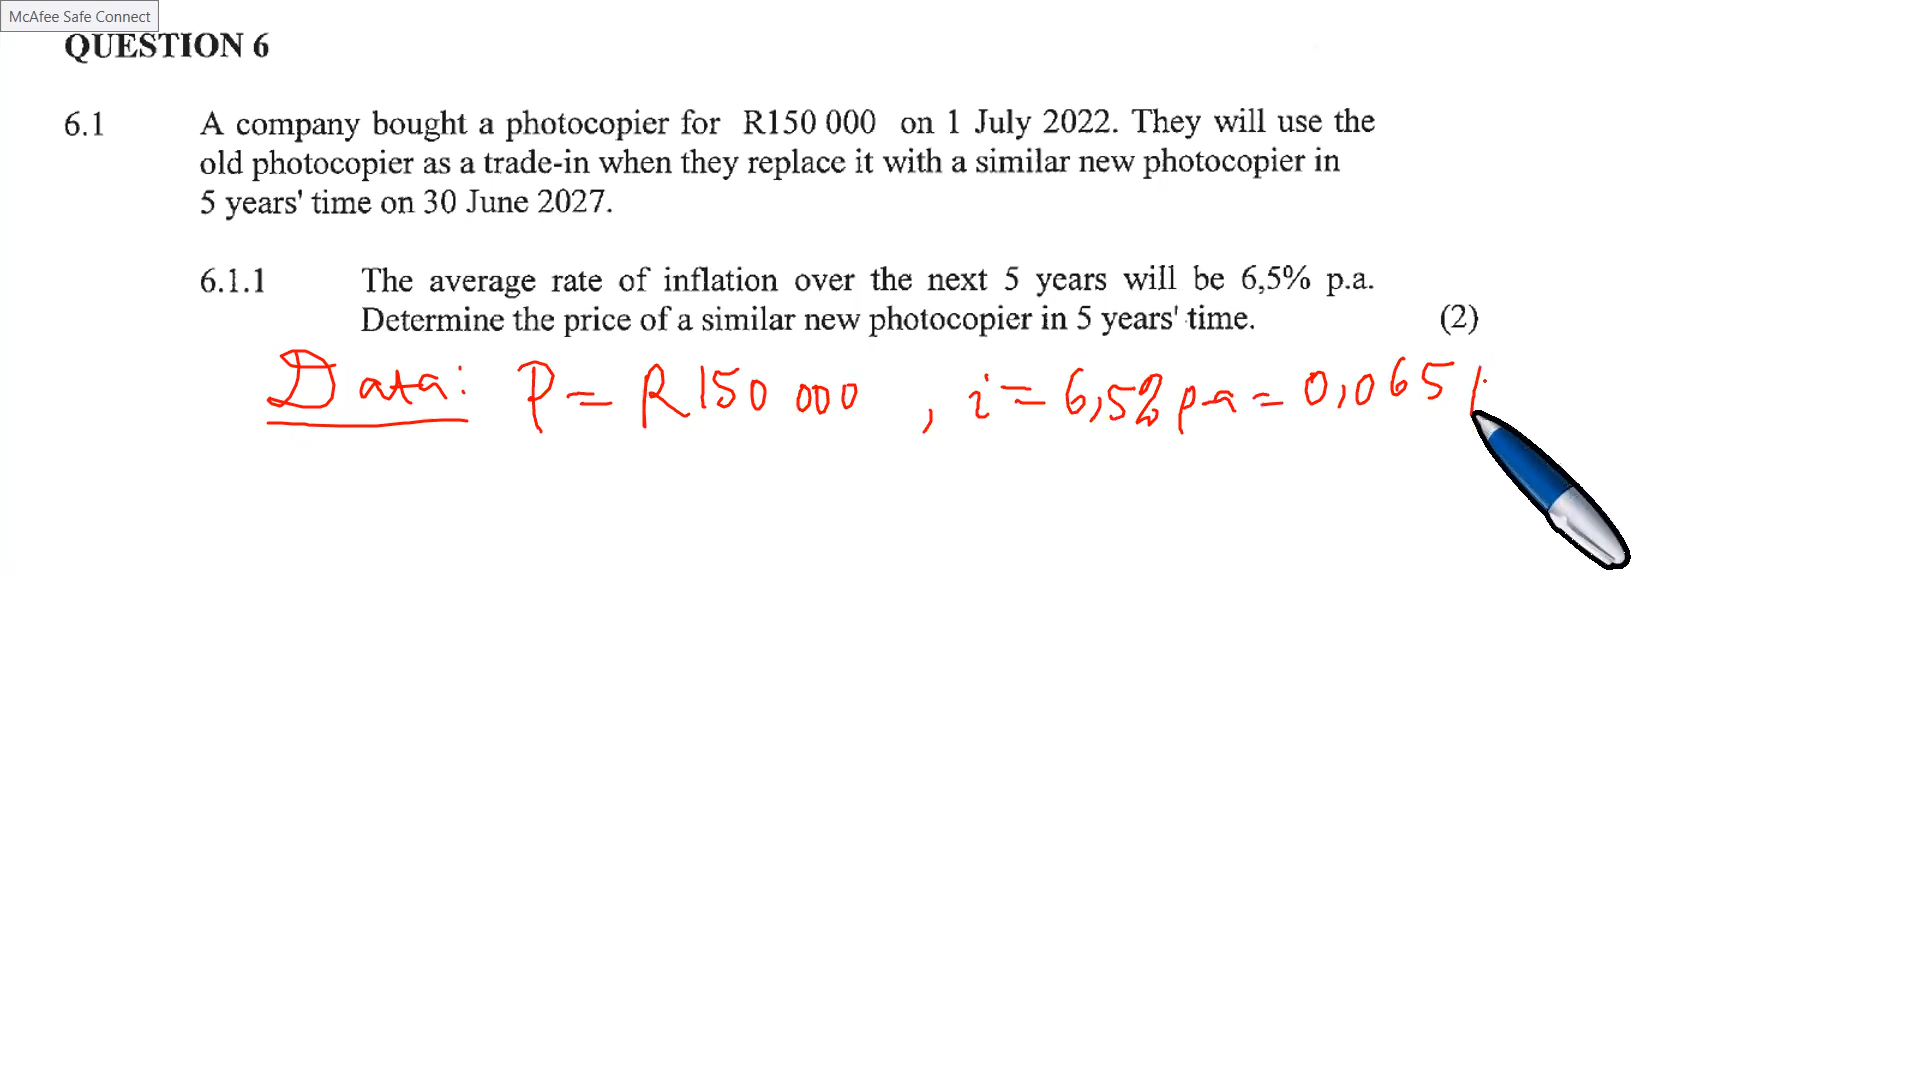 McAfee Safe Connect
QUESTION 6
6.1 A company bought a photocopier for R150 000 on 1 July 2022. They will use the
old photocopier as a trade-in when they replace it with a similar new photocopier in
5 years' time on 30 June 2027.
6.1.1 The average rate of inflation over the next 5 years will be 6,5% p.a.
Determine the price of a similar new photocopier in 5 years' time. (2)
Data: P = R150 000 , i = 6,5% pa = 0,065